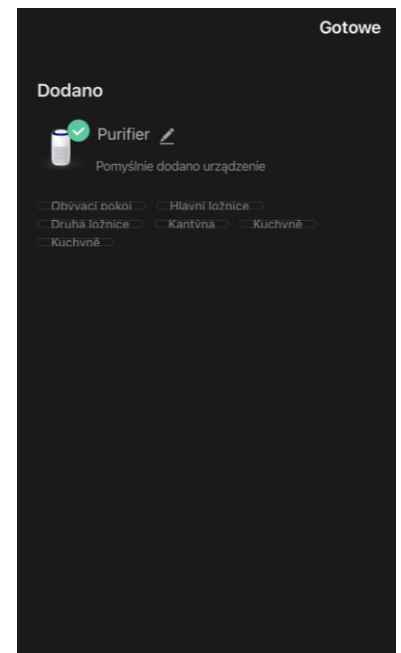 Gotowe
Dodano
Purifier
Pomyślnie dodano urządzenie
Obývací pokoj Hlavní ložnice
Druhá ložnice Kantýna Kuchyně
Kuchyně